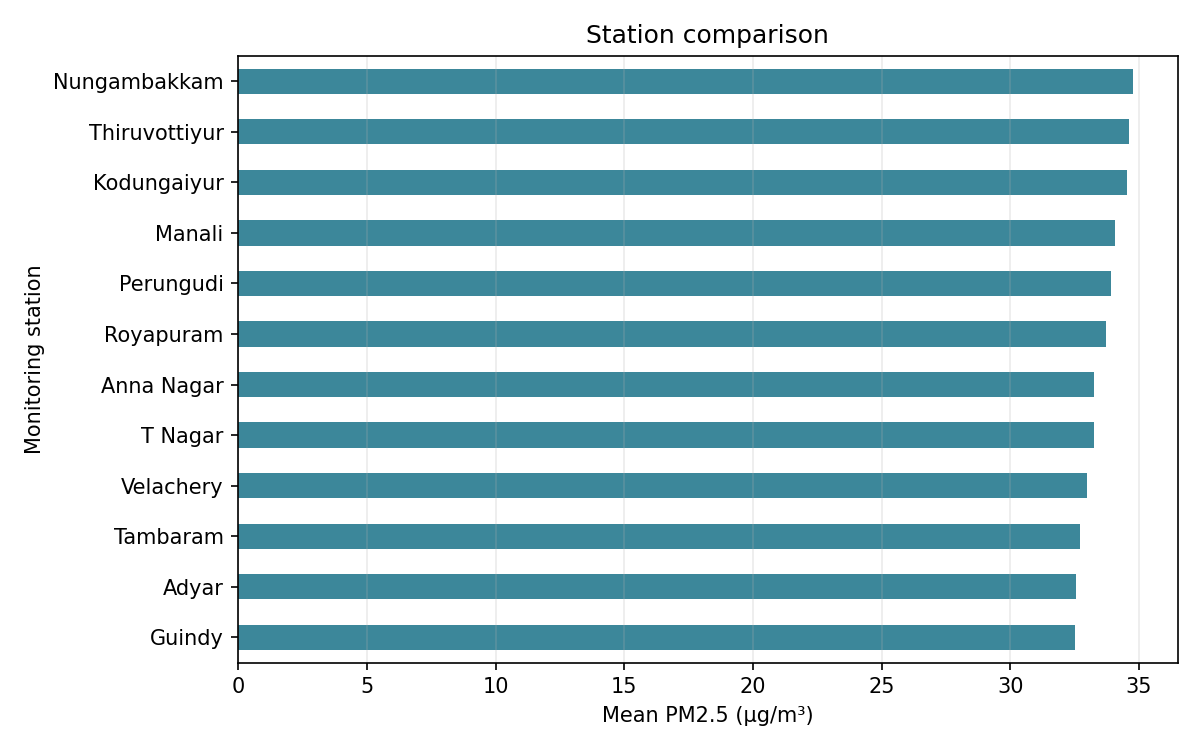 Station comparison
Nungambakkam
Thiruvottiyur
Kodungaiyur
Manali
Perungudi
Royapuram
Anna Nagar
T Nagar
Velachery
Tambaram
Adyar
Guindy
Monitoring station
0 5 10 15 20 25 30 35
Mean PM2.5 (µg/m³)